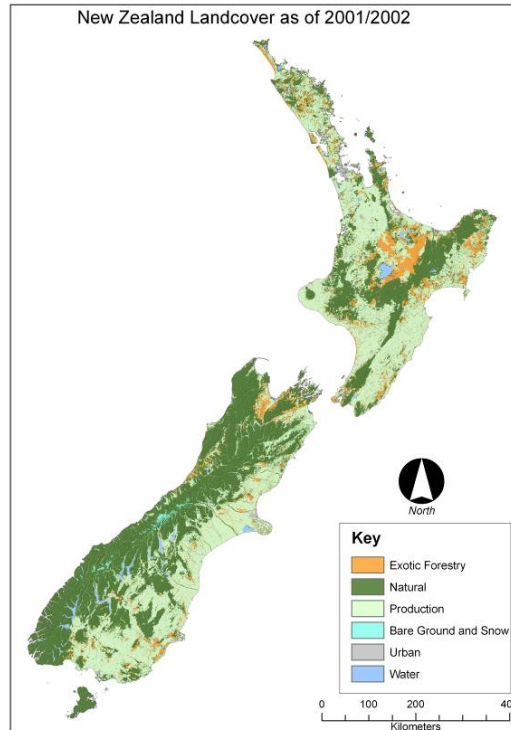 New Zealand Landcover as of 2001/2002
North
Key
Exotic Forestry
Natural
Production
Bare Ground and Snow
Urban
Water
0 100 200 300
Kilometers